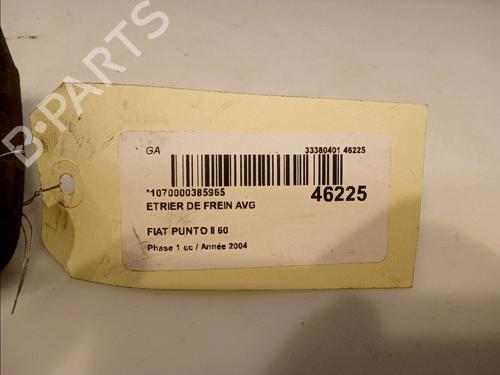 B-PARTS
GA 33380401 46225
*1070000385965 46225
ETRIER DE FREIN AVG
FIAT PUNTO II 60
Phase 1 cc / Année 2004